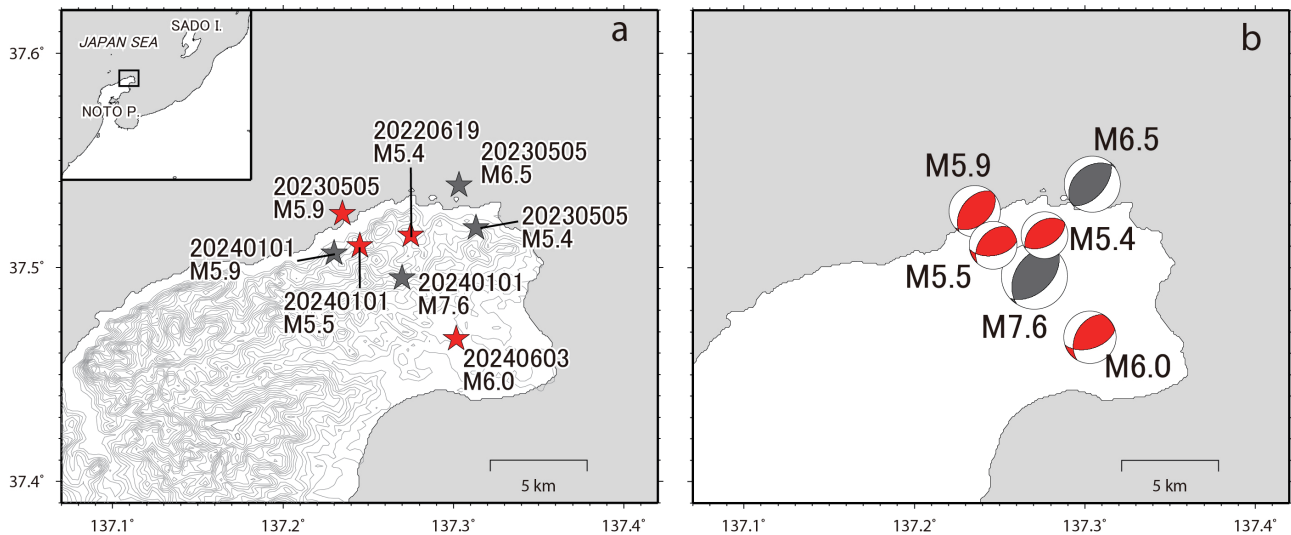 a
SADO I.
JAPAN SEA
NOTO P.
37.6°
37.5°
37.4°
20220619
M5.4
20230505
M6.5
20230505
M5.9
20230505
M5.4
20240101
M5.9
20240101
M7.6
20240101
M5.5
20240603
M6.0
5 km
137.1°
137.2°
137.3°
137.4°
b
M6.5
M5.9
M5.4
M5.5
M7.6
M6.0
5 km
137.1°
137.2°
137.3°
137.4°